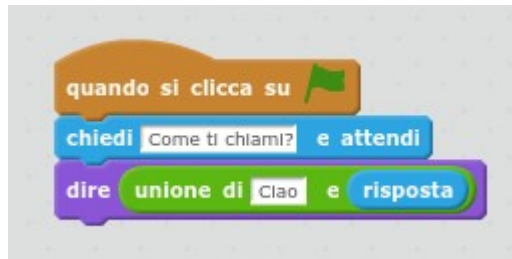 quando si clicca su
chiedi Come ti chiami? e attendi
dire unione di Ciao e risposta